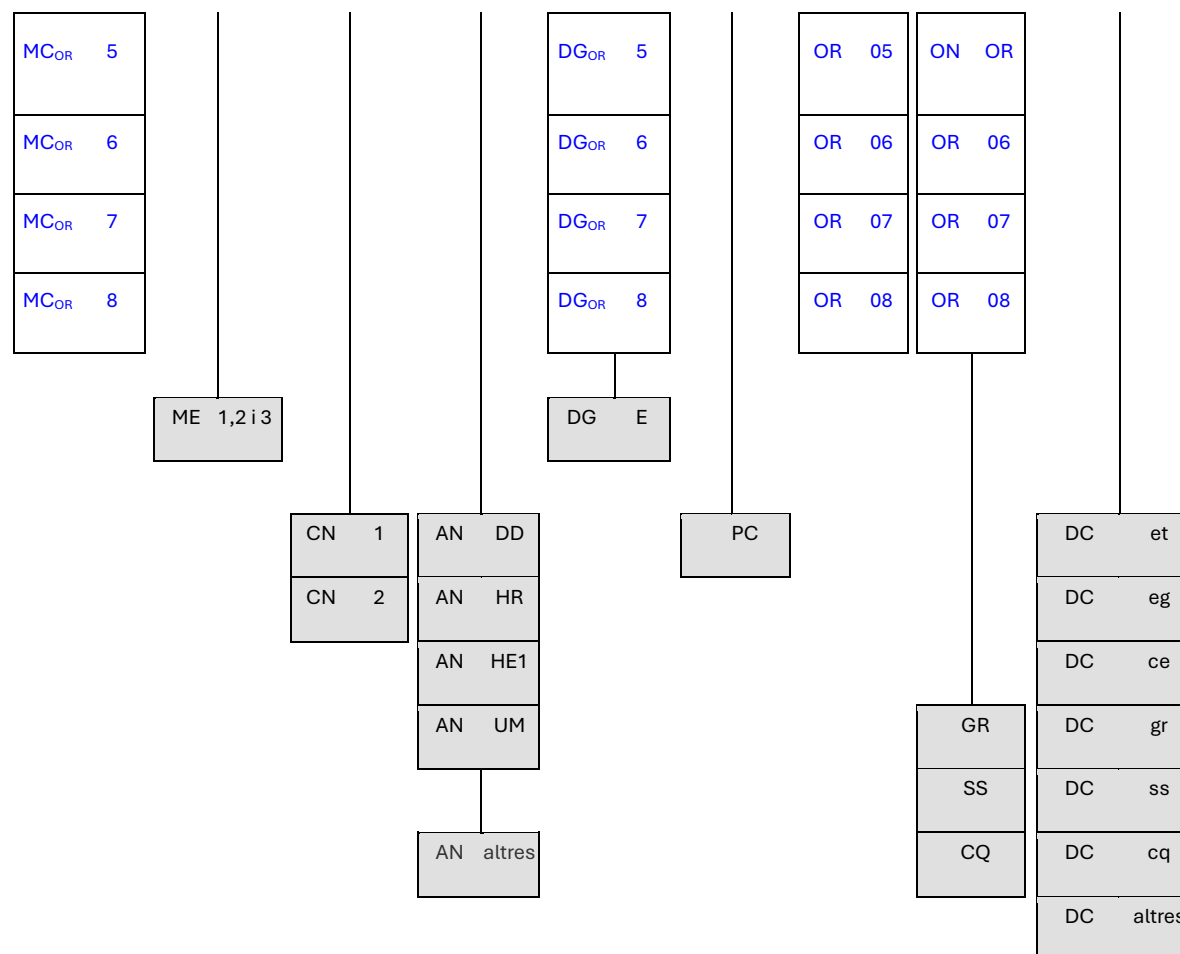 MCOR 5 DGOR 5 OR 05 ON OR
MCOR 6 DGOR 6 OR 06 OR 06
MCOR 7 DGOR 7 OR 07 OR 07
MCOR 8 DGOR 8 OR 08 OR 08
ME 1,2 i 3 DG E
CN 1 AN DD PC DC et
CN 2 AN HR DC eg
AN HE1 DC ce
AN UM GR DC gr
SS DC ss
AN altres CQ DC cq
DC altres